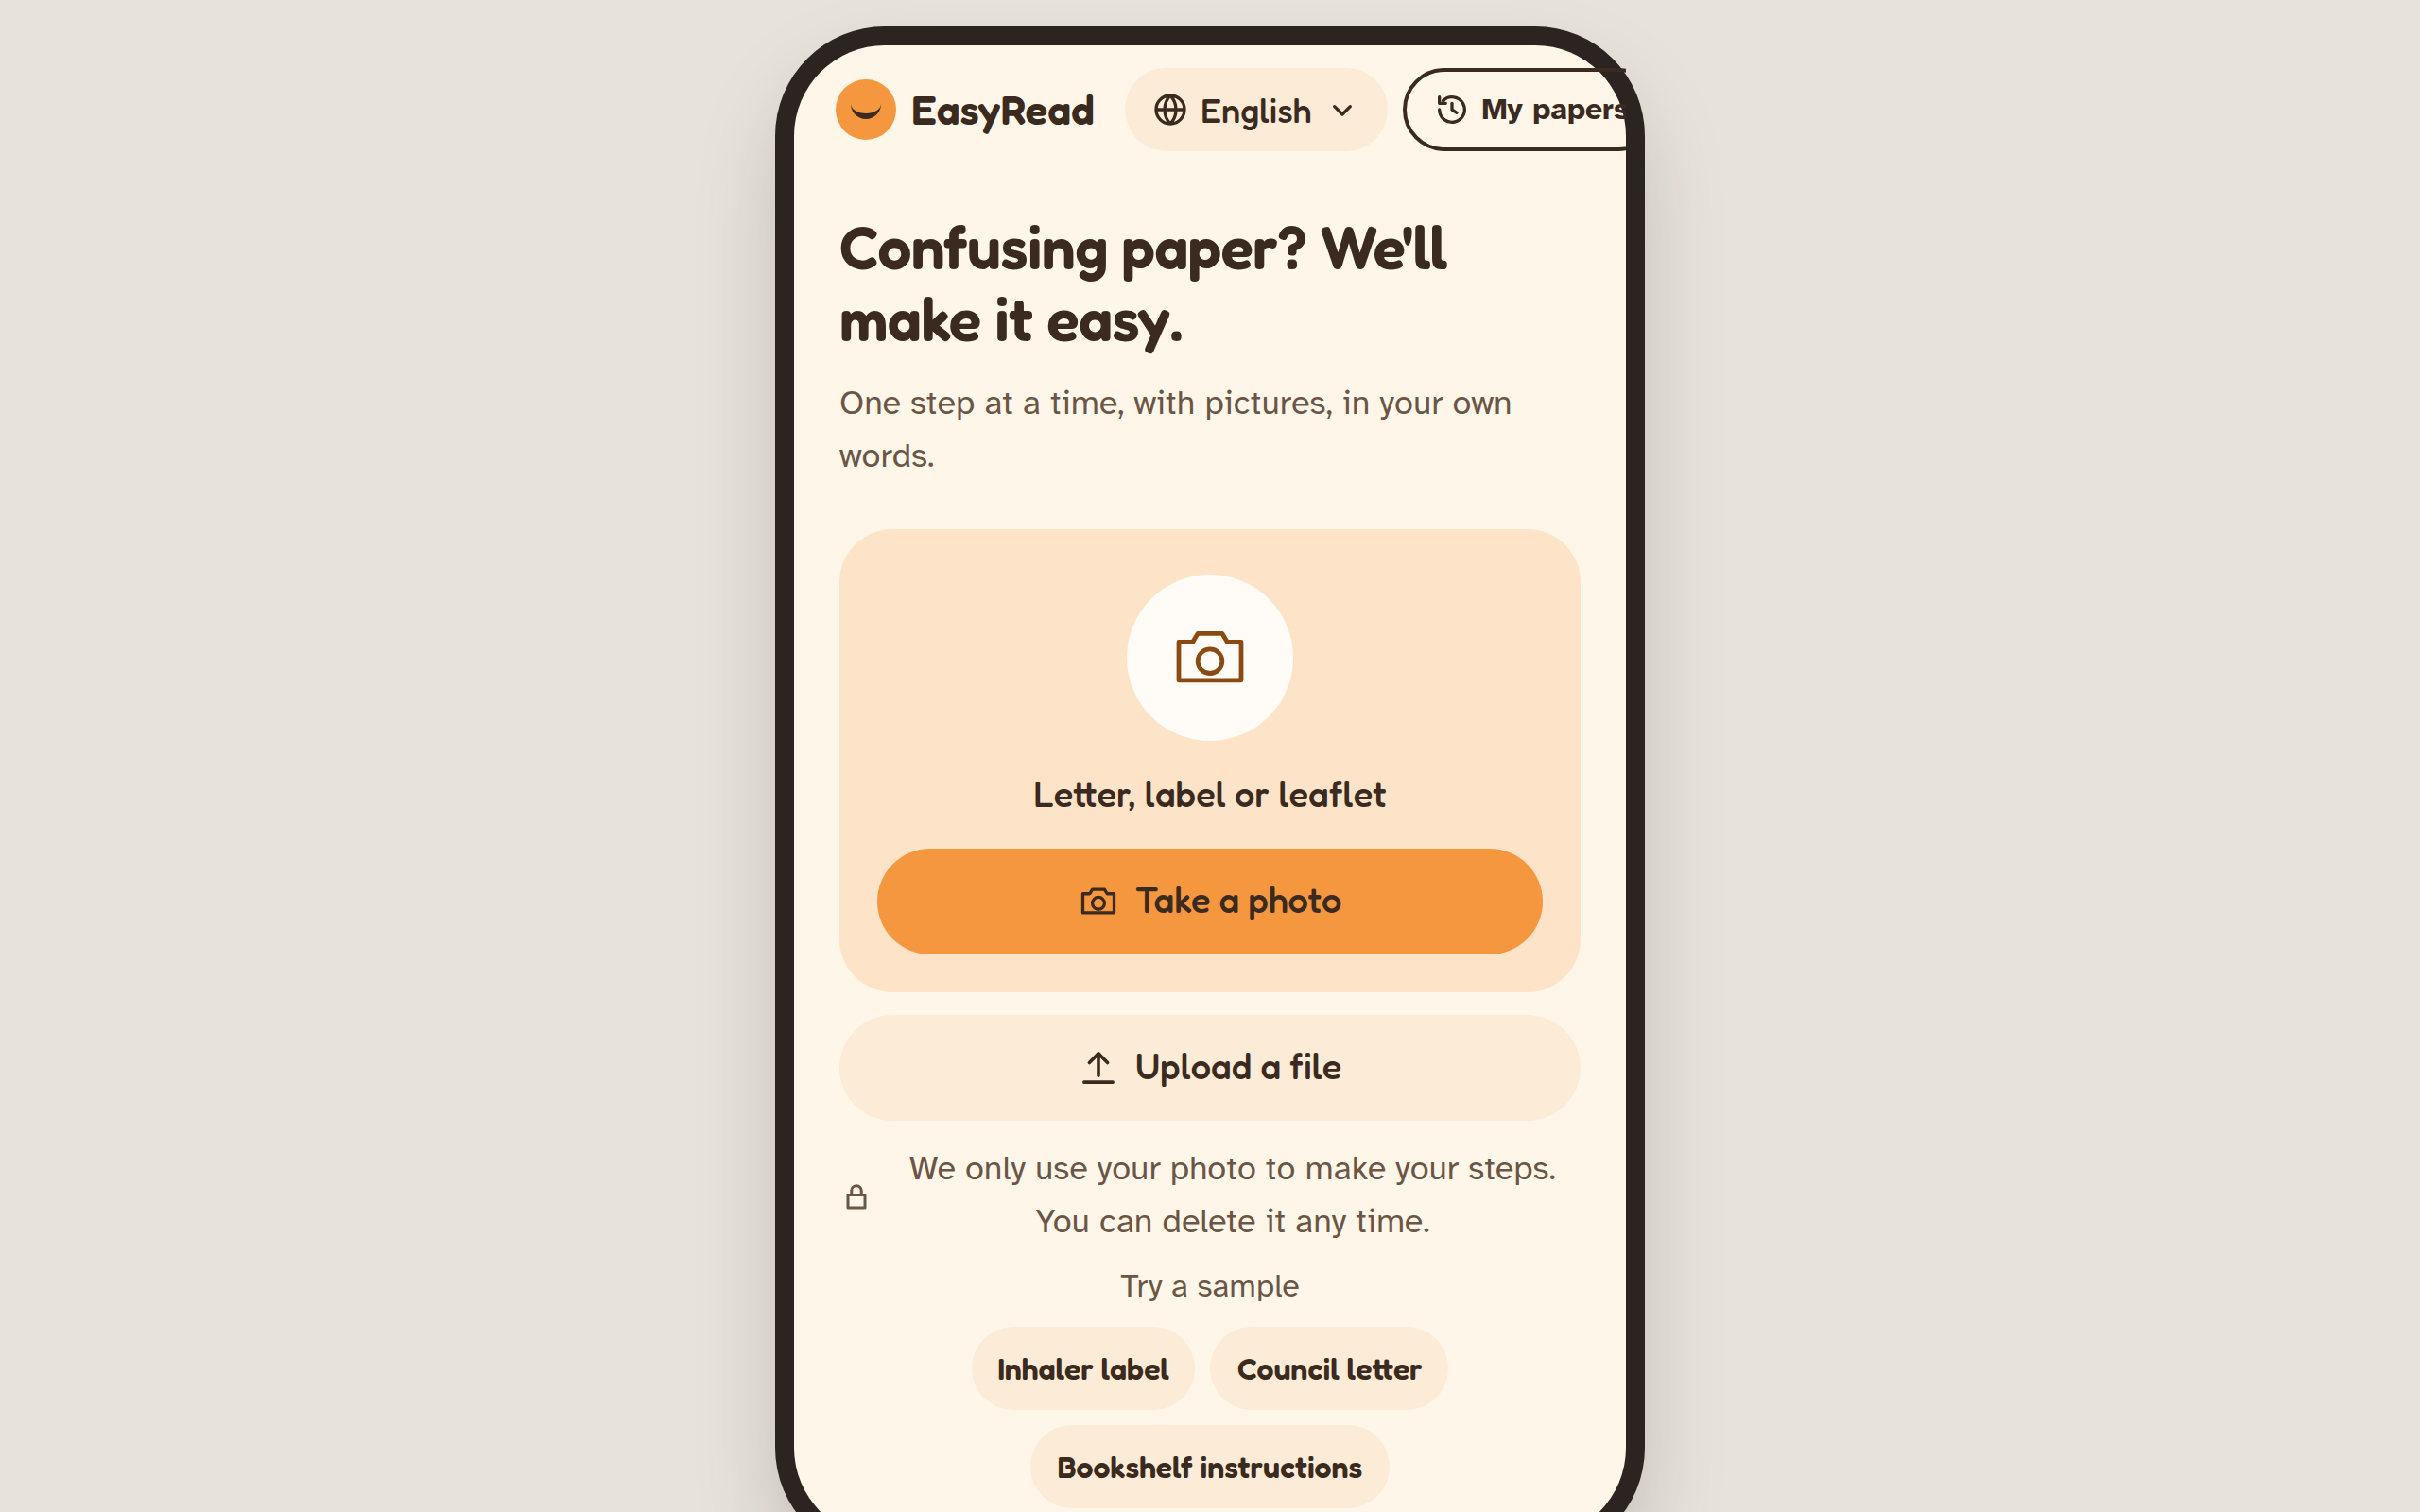 EasyRead
English
My papers
Confusing paper? We'll
make it easy.
One step at a time, with pictures, in your own
words.
Letter, label or leaflet
Take a photo
Upload a file
We only use your photo to make your steps.
You can delete it any time.
Try a sample
Inhaler label
Council letter
Bookshelf instructions